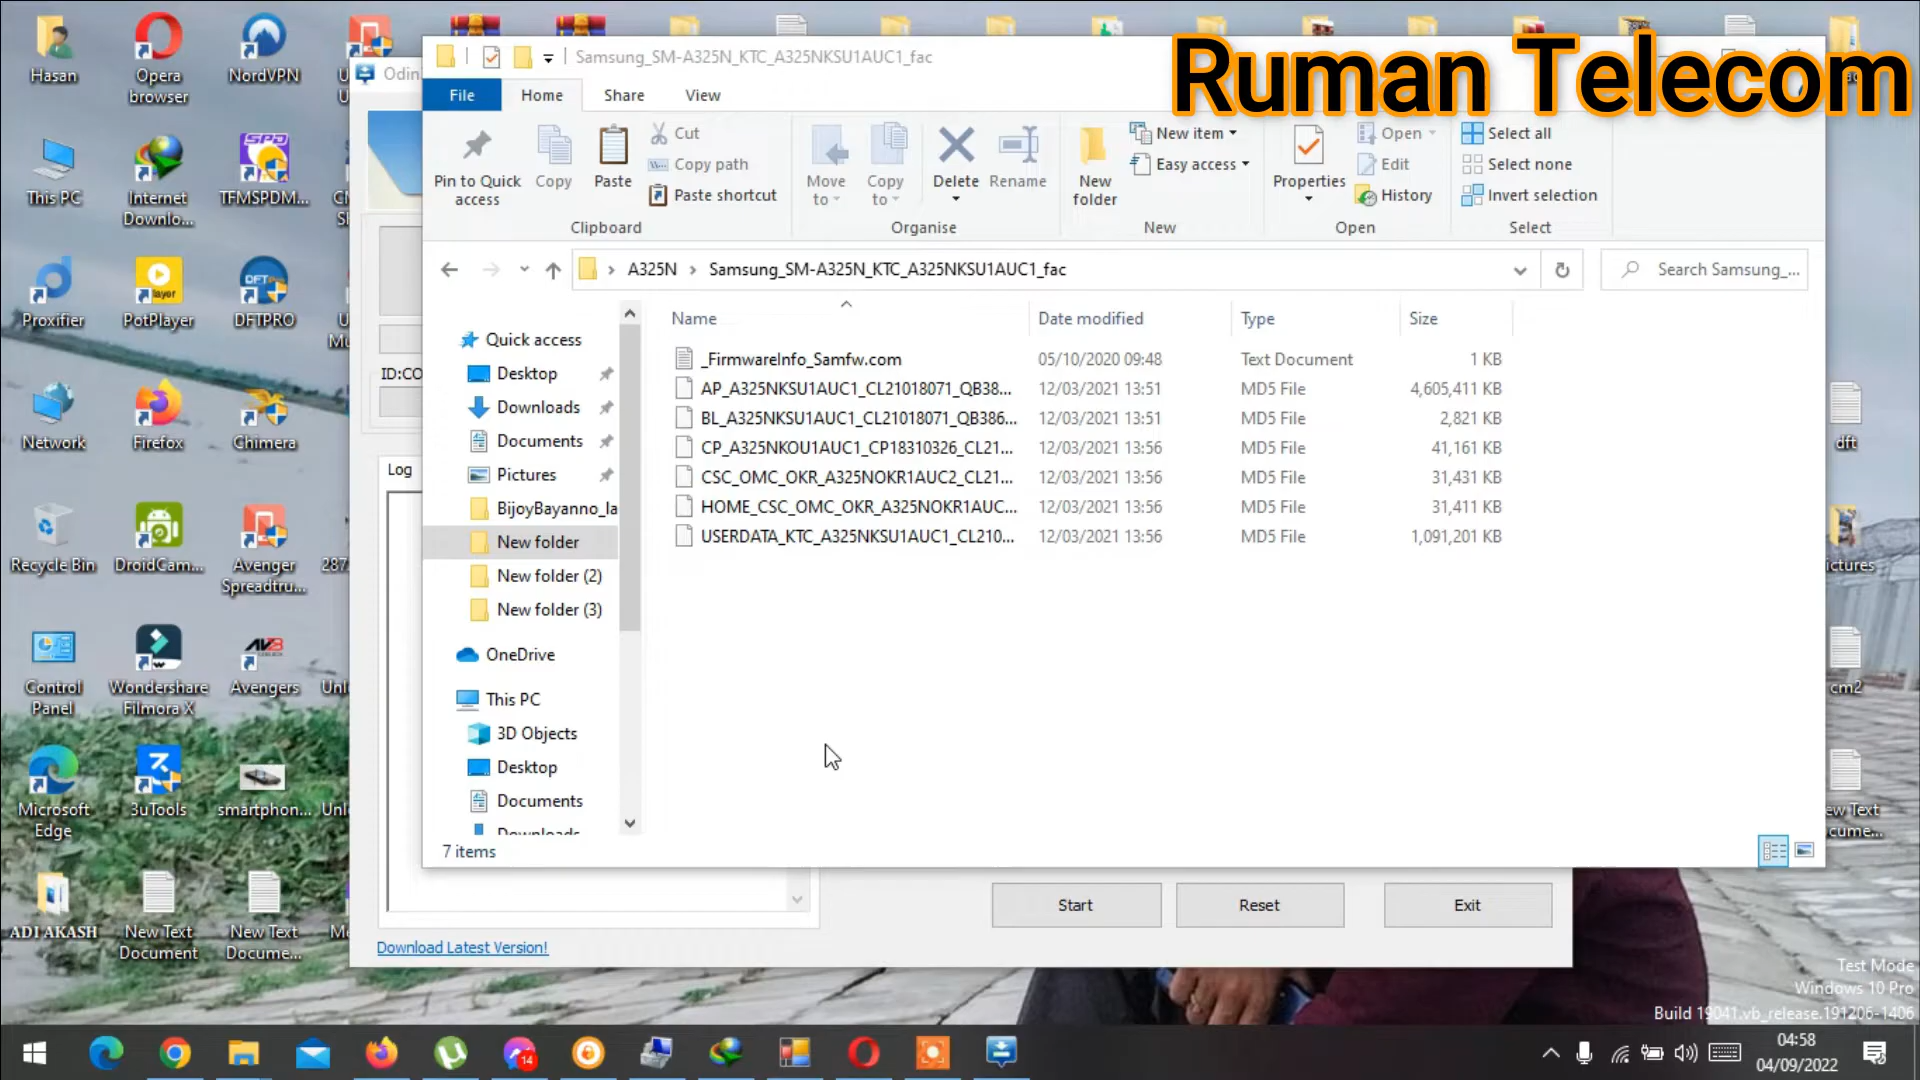 Ruman Telecom
Samsung_SM-A325N_KTC_A325NKSU1AUC1_fac
File
Home
Share
View
Pin to Quick access
Copy
Paste
Cut
Copy path
Paste shortcut
Clipboard
Move to
Copy to
Delete
Rename
Organise
New folder
New item
Easy access
New
Properties
Open
Edit
History
Open
Select all
Select none
Invert selection
Select
A325N
Samsung_SM-A325N_KTC_A325NKSU1AUC1_fac
Search Samsung_...
Name
Date modified
Type
Size
_FirmwareInfo_Samfw.com 05/10/2020 09:48 Text Document 1 KB
AP_A325NKSU1AUC1_CL21018071_QB38... 12/03/2021 13:51 MD5 File 4,605,411 KB
BL_A325NKSU1AUC1_CL21018071_QB386... 12/03/2021 13:51 MD5 File 2,821 KB
CP_A325NKOU1AUC1_CP18310326_CL21... 12/03/2021 13:56 MD5 File 41,161 KB
CSC_OMC_OKR_A325NOKR1AUC2_CL21... 12/03/2021 13:56 MD5 File 31,431 KB
HOME_CSC_OMC_OKR_A325NOKR1AUC... 12/03/2021 13:56 MD5 File 31,411 KB
USERDATA_KTC_A325NKSU1AUC1_CL210... 12/03/2021 13:56 MD5 File 1,091,201 KB
Quick access
Desktop
Downloads
Documents
Pictures
BijoyBayanno_la
New folder
New folder (2)
New folder (3)
OneDrive
This PC
3D Objects
Desktop
Documents
Downloads
7 items
Odin
ID:CO
Log
Start
Reset
Exit
Download Latest Version!
Hasan
Opera browser
NordVPN
This PC
Internet Downlo...
TFMSPDM...
Proxifier
PotPlayer
DFTPRO
Network
Firefox
Chimera
Recycle Bin
DroidCam...
Avenger Spreadtru...
Control Panel
Wondershare Filmora X
Avengers
Microsoft Edge
3uTools
smartphon...
ADI AKASH
New Text Document
New Text Docume...
dft
ictures
cm2
ew Text
cume...
Test Mode
Windows 10 Pro
Build 19041.vb_release.191206-1406
14
04:58
04/09/2022